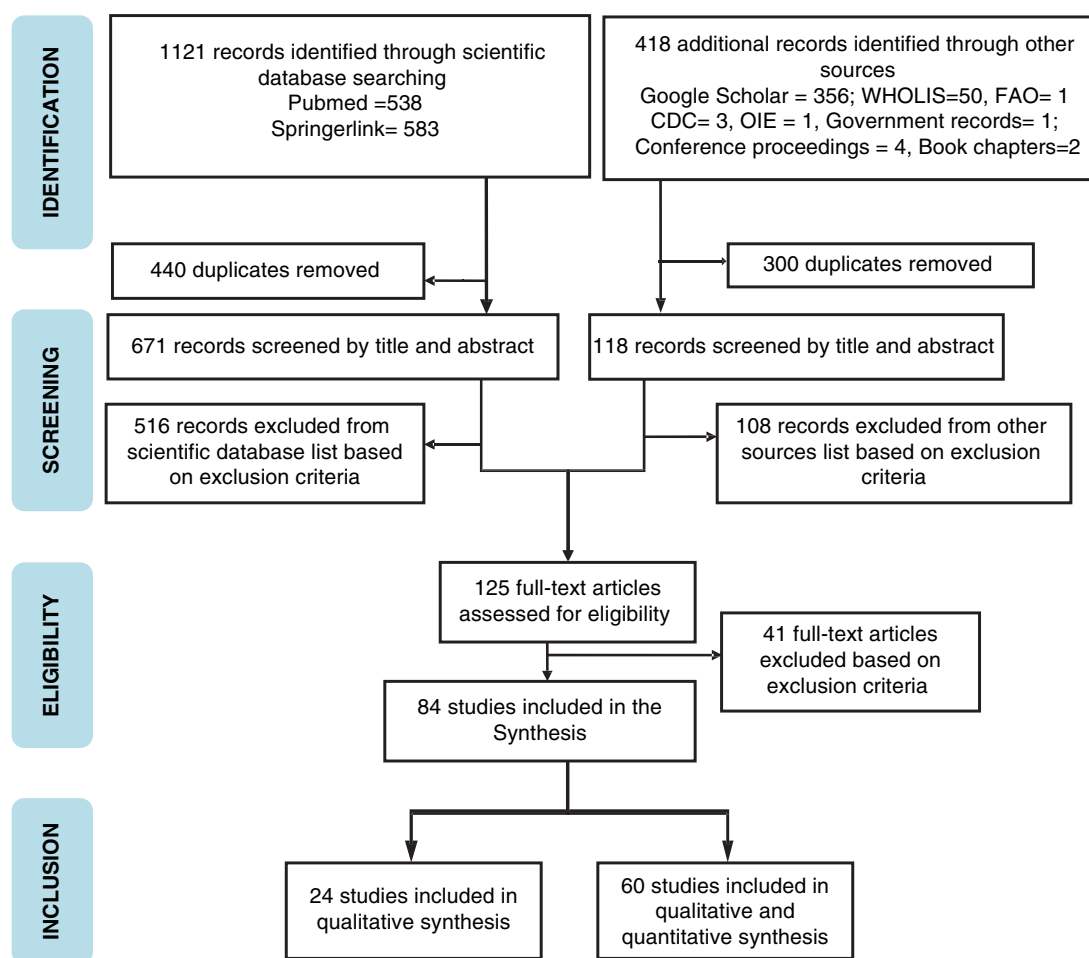 IDENTIFICATION
1121 records identified through scientific
database searching
Pubmed =538
Springerlink= 583
418 additional records identified through other
sources
Google Scholar = 356; WHOLIS=50, FAO= 1
CDC= 3, OIE = 1, Government records= 1;
Conference proceedings = 4, Book chapters=2
440 duplicates removed
300 duplicates removed
SCREENING
671 records screened by title and abstract
118 records screened by title and abstract
516 records excluded from
scientific database list based
on exclusion criteria
108 records excluded from other
sources list based on exclusion
criteria
ELIGIBILITY
125 full-text articles
assessed for eligibility
41 full-text articles
excluded based on
exclusion criteria
84 studies included in the
Synthesis
INCLUSION
24 studies included in
qualitative synthesis
60 studies included in
qualitative and
quantitative synthesis